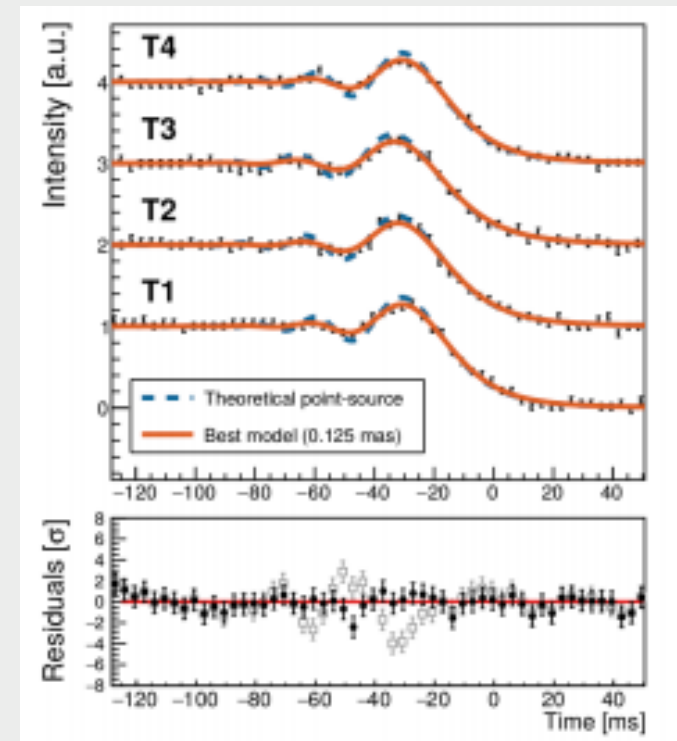 Intensity [a.u.]
T4
4
T3
3
T2
2
T1
1
0
Theoretical point-source
Best model (0.125 mas)
−120 −100 −80 −60 −40 −20 0 20 40
Residuals [σ]
8
6
4
2
0
−2
−4
−6
−8
−120 −100 −80 −60 −40 −20 0 20 40
Time [ms]